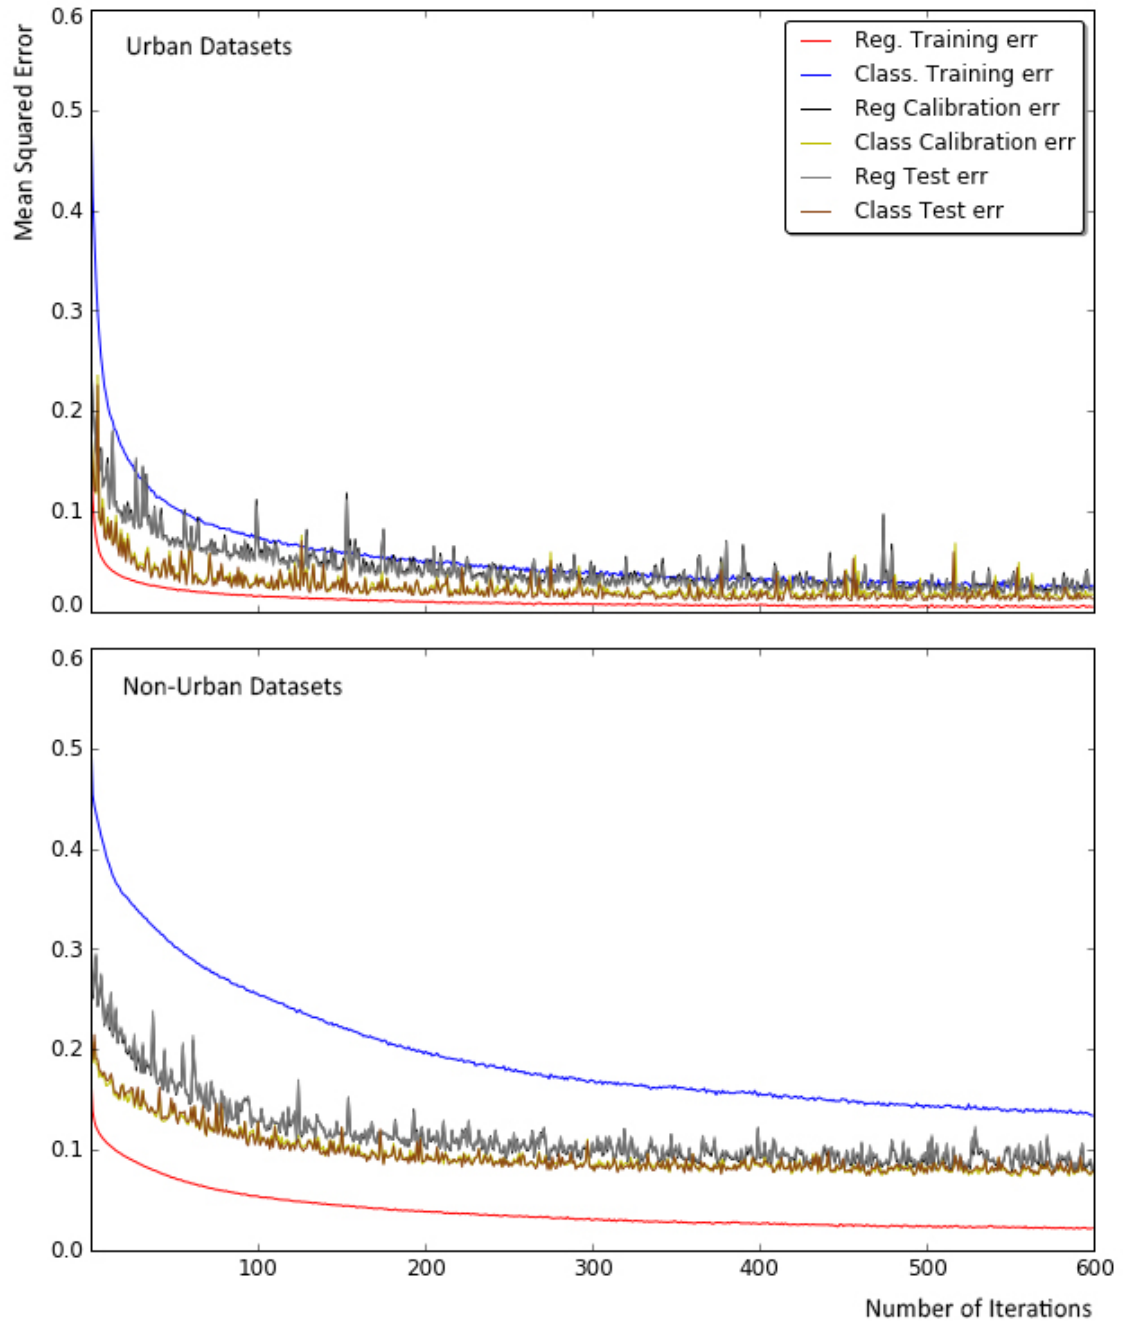 0.6
Urban Datasets
Mean Squared Error
Reg. Training err
Class. Training err
Reg Calibration err
Class Calibration err
Reg Test err
Class Test err
0.5
0.4
0.3
0.2
0.1
0.0
0.6
Non-Urban Datasets
0.5
0.4
0.3
0.2
0.1
0.0
100 200 300 400 500 600
Number of Iterations